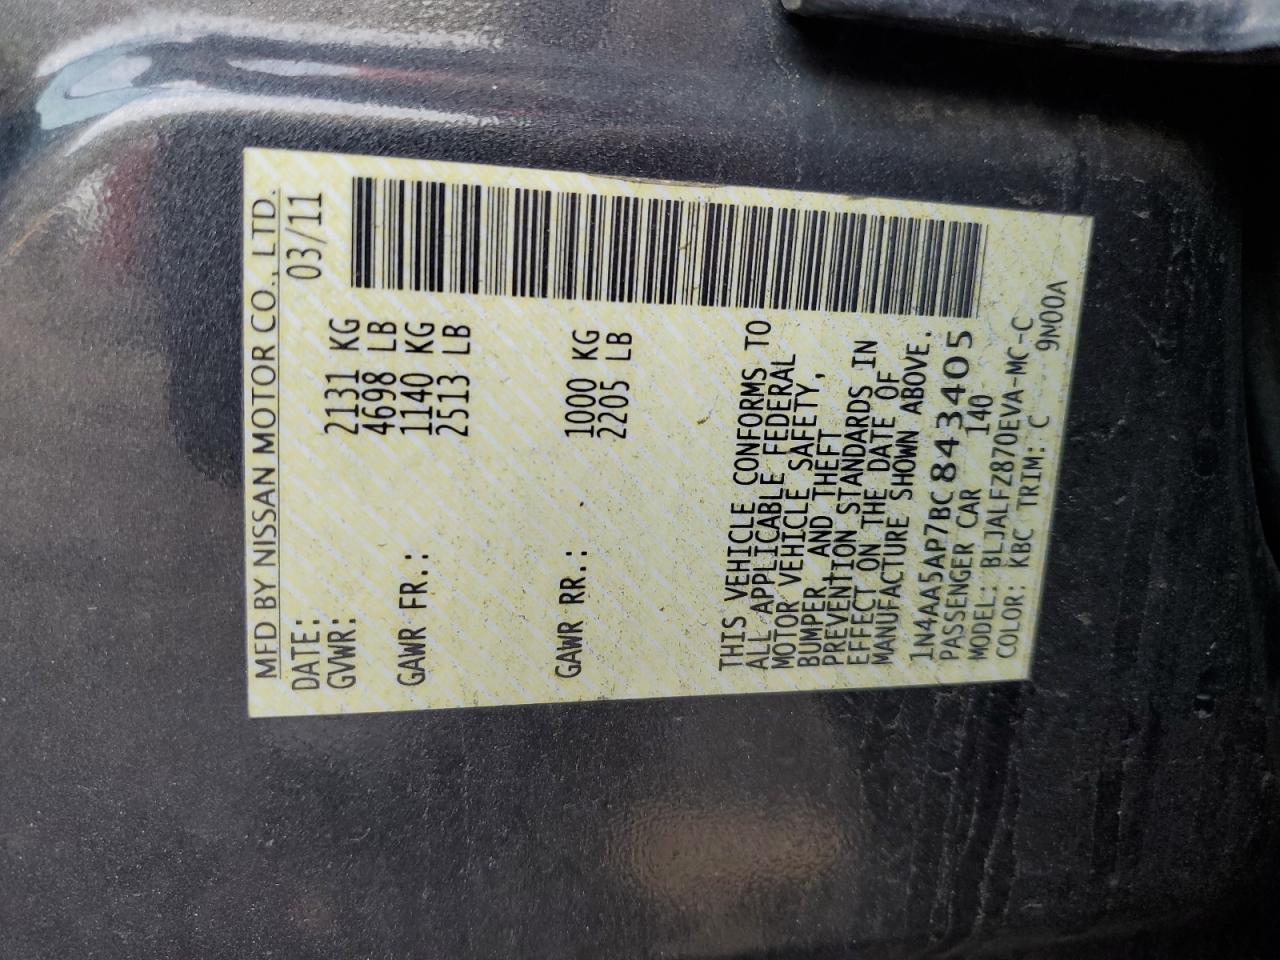 MFD BY NISSAN MOTOR CO., LTD.
DATE: 03/11
GVWR: 2131 KG
4698 LB
GAWR FR.: 1140 KG
2513 LB
GAWR RR.: 1000 KG
2205 LB
THIS VEHICLE CONFORMS TO
ALL APPLICABLE FEDERAL
MOTOR VEHICLE SAFETY,
BUMPER, AND THEFT
PREVENTION STANDARDS IN
EFFECT ON THE DATE OF
MANUFACTURE SHOWN ABOVE.
1N4AA5AP7BC843405
PASSENGER CAR 140
MODEL: BLJALFZ870EVA-MC-C
COLOR: KBC TRIM: C 9N00A